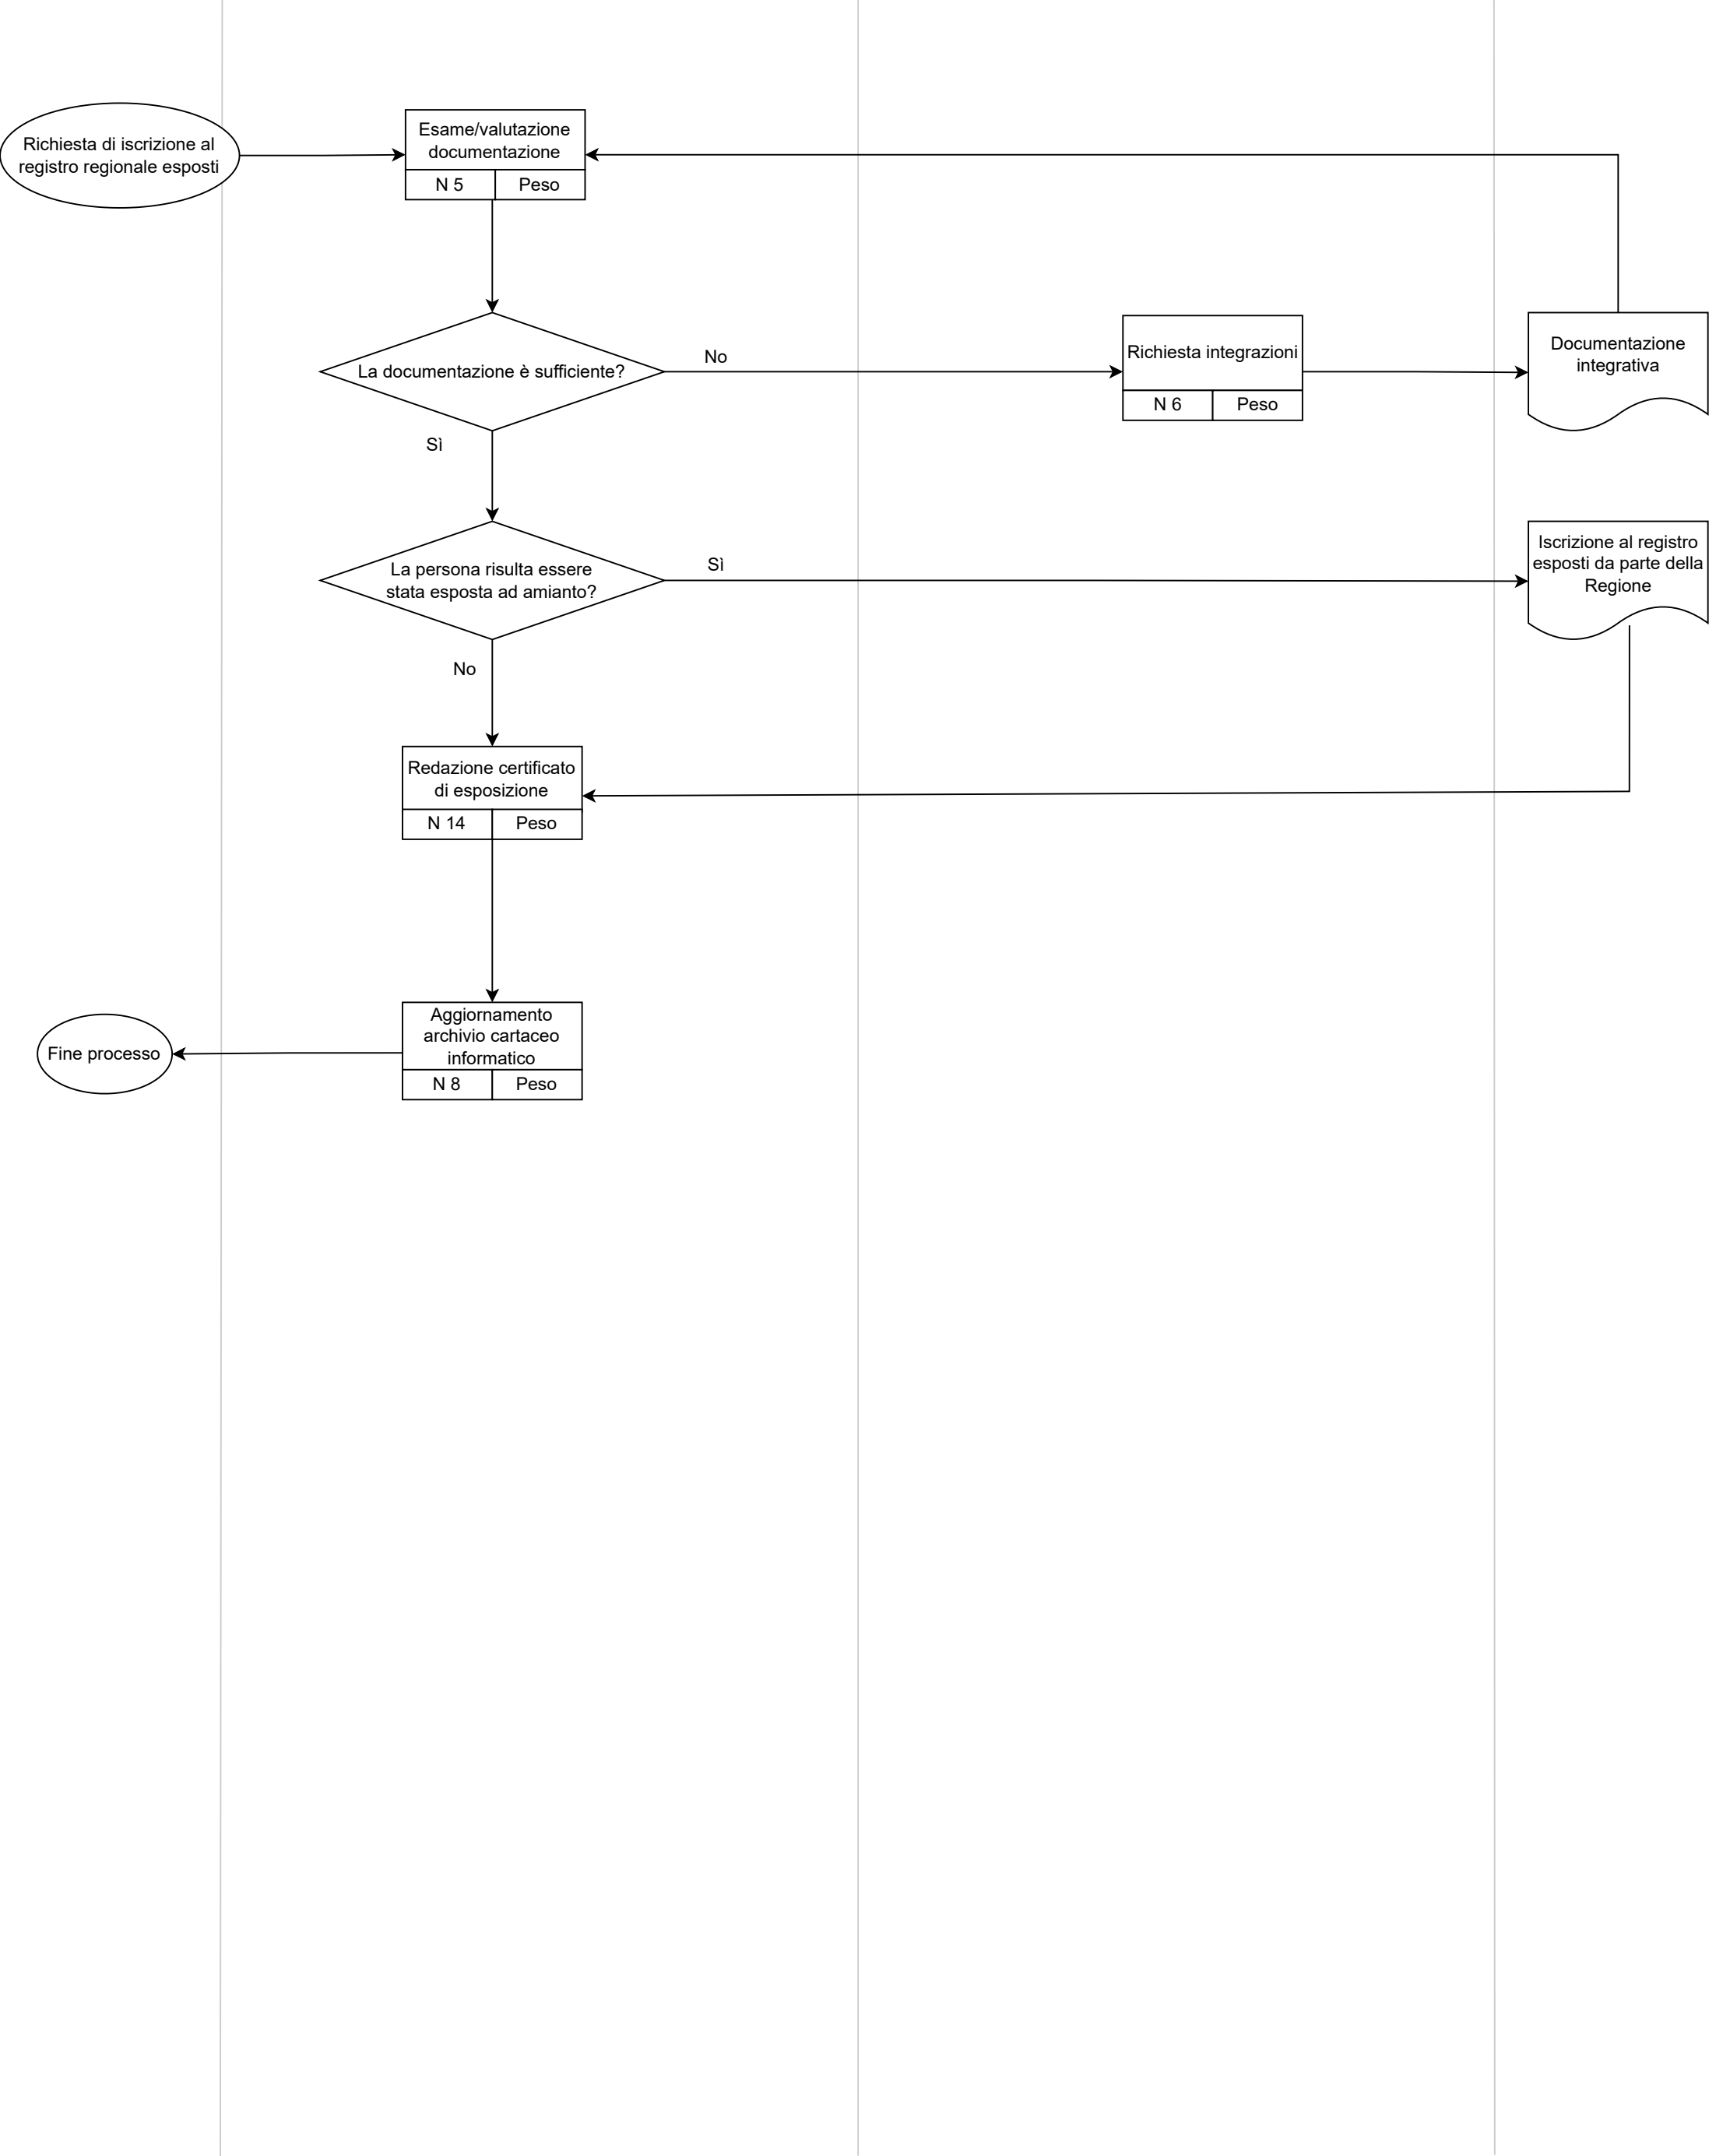 Richiesta di iscrizione al
registro regionale esposti
Esame/valutazione
documentazione
N 5
Peso
La documentazione è sufficiente?
No
Richiesta integrazioni
N 6
Peso
Documentazione
integrativa
Sì
La persona risulta essere
stata esposta ad amianto?
Sì
Iscrizione al registro
esposti da parte della
Regione
No
Redazione certificato
di esposizione
N 14
Peso
Aggiornamento
archivio cartaceo
informatico
N 8
Peso
Fine processo